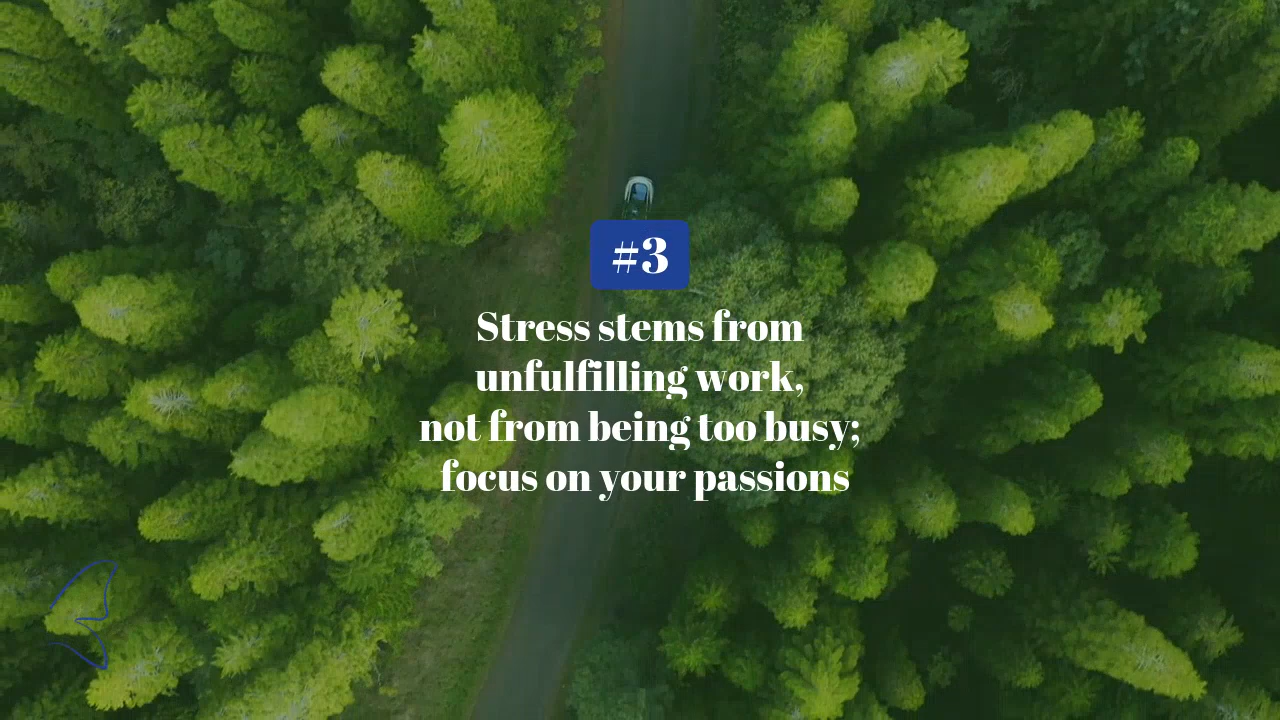 #3
Stress stems from
unfulfilling work,
not from being too busy;
focus on your passions